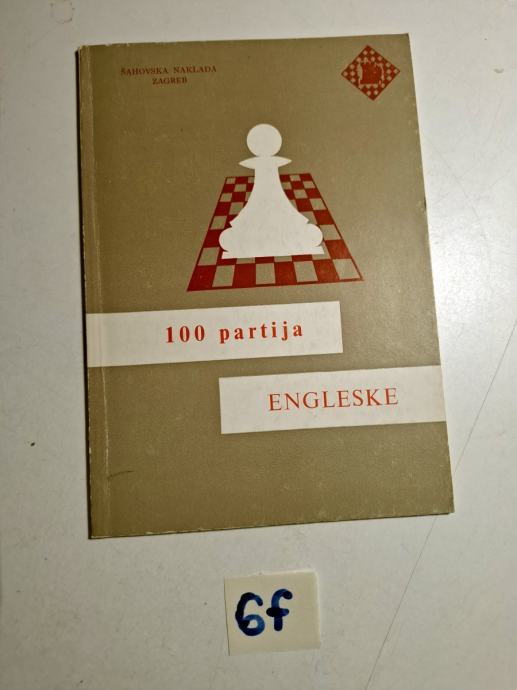 ŠAHOVSKA NAKLADA
ZAGREB
100 partija
ENGLESKE
6f